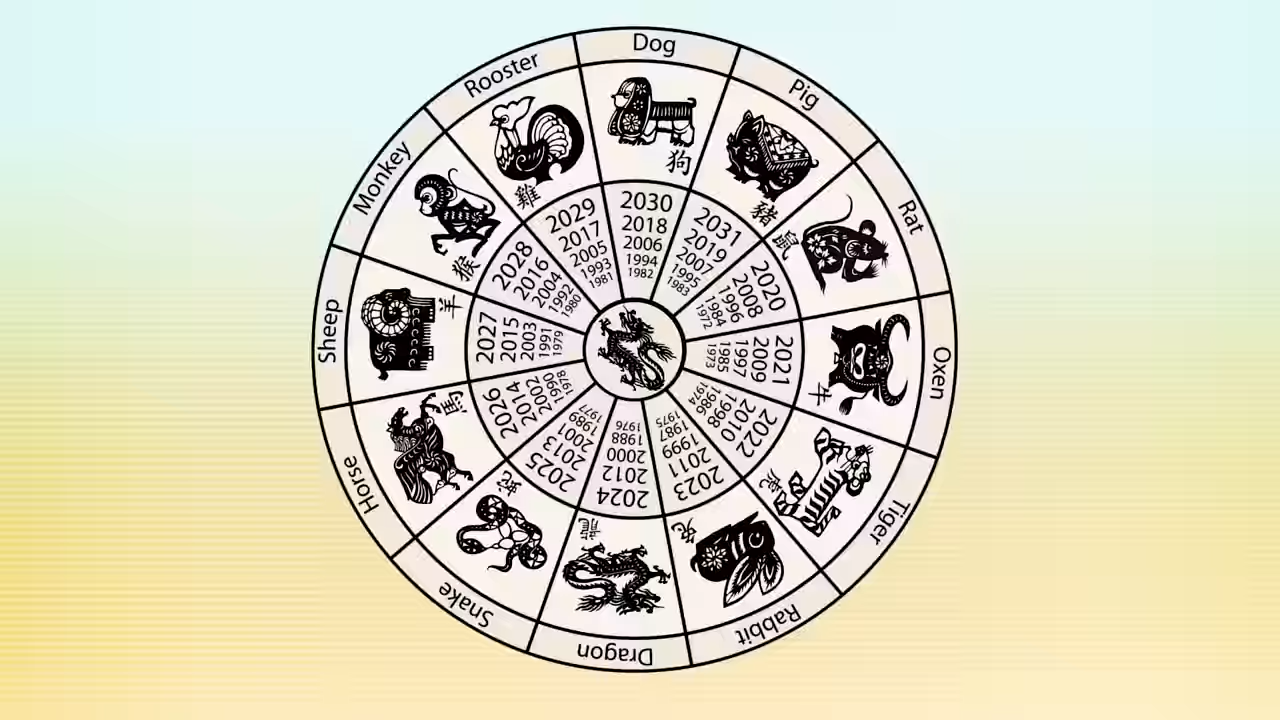 Dog
狗
2030
2018
2006
1994
1982
Pig
豬
2031
2019
2007
1995
1983
Rat
鼠
2020
2008
1996
1984
1972
Oxen
牛
2021
2009
1997
1985
1973
Tiger
虎
2022
2010
1998
1986
1974
Rabbit
兔
2023
2011
1999
1987
1975
Dragon
龍
2024
2012
2000
1988
1976
Snake
蛇
2025
2013
2001
1989
1977
Horse
馬
2026
2014
2002
1990
1978
Sheep
羊
2027
2015
2003
1991
1979
Monkey
猴
2028
2016
2004
1992
1980
Rooster
雞
2029
2017
2005
1993
1981